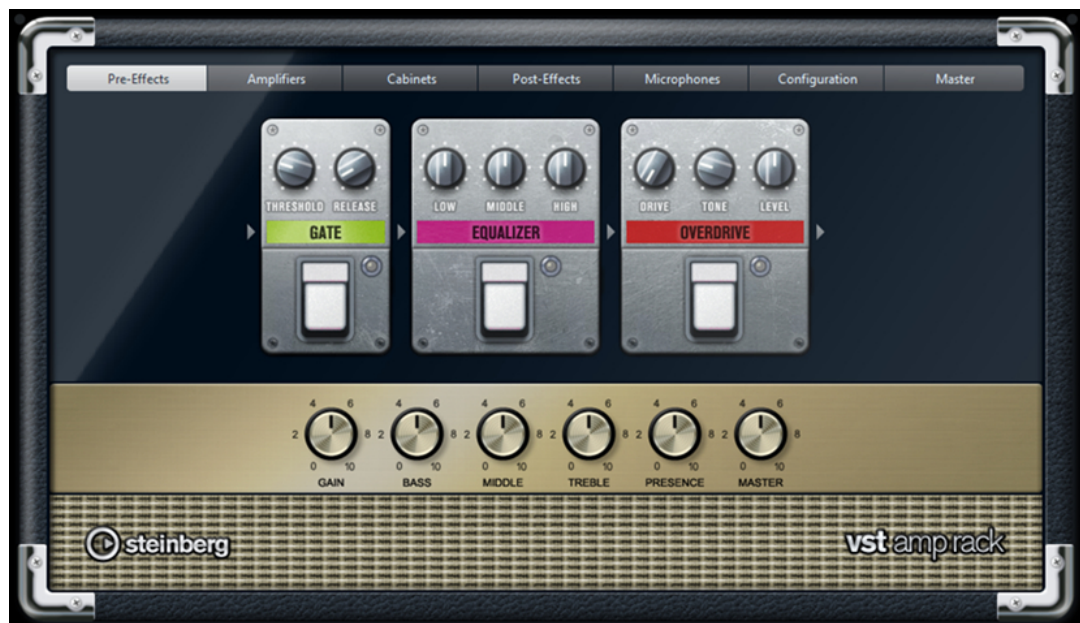 Pre-Effects Amplifiers Cabinets Post-Effects Microphones Configuration Master
THRESHOLD RELEASE LOW MIDDLE HIGH DRIVE TONE LEVEL
GATE EQUALIZER OVERDRIVE
4 6 4 6 4 6 4 6 4 6 4 6
2 8 2 8 2 8 2 8 2 8 2 8
0 10 0 10 0 10 0 10 0 10 0 10
GAIN BASS MIDDLE TREBLE PRESENCE MASTER
steinberg vst amp rack